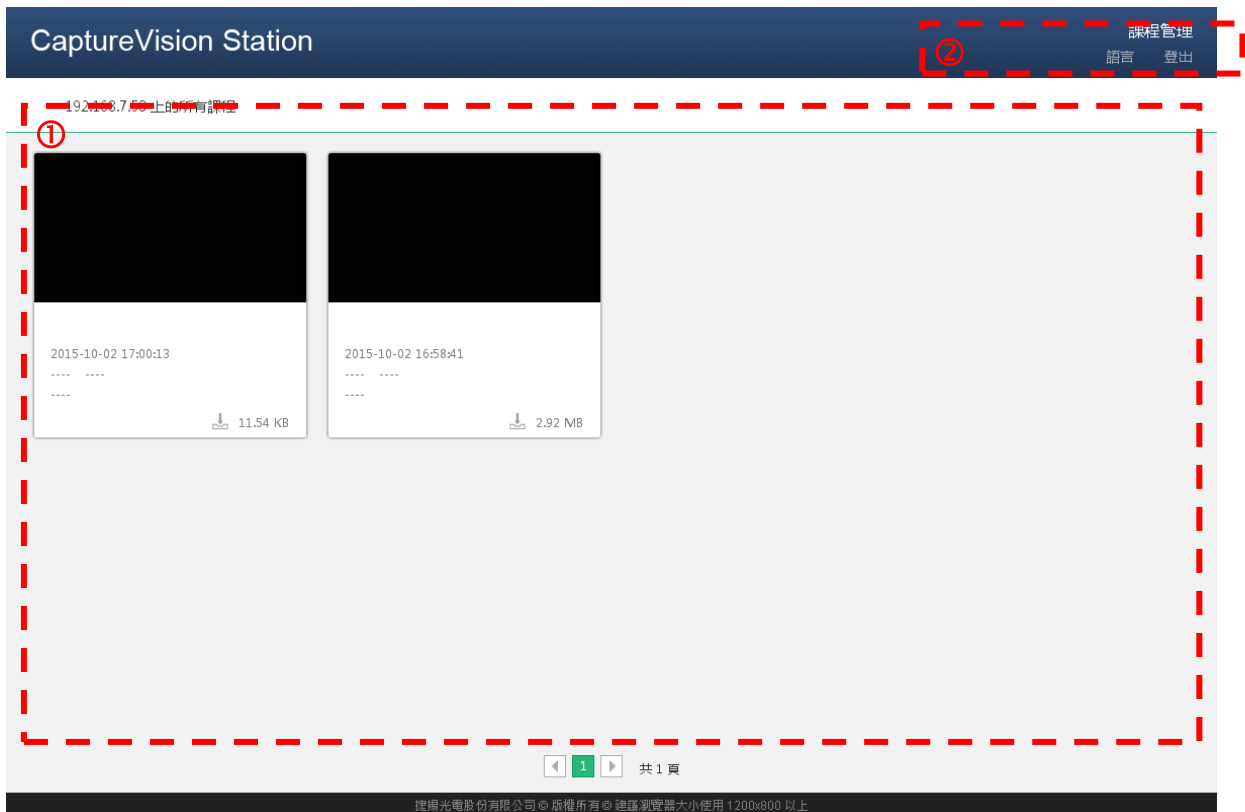 CaptureVision Station
課程管理
②
語言 登出
192.168.7.58 上的所有課程
①
2015-10-02 17:00:13
---- ----
----
11.54 KB
2015-10-02 16:58:41
---- ----
----
2.92 MB
1 共 1 頁
捷揚光電股份有限公司 © 版權所有 © 建議瀏覽器大小使用 1200x800 以上